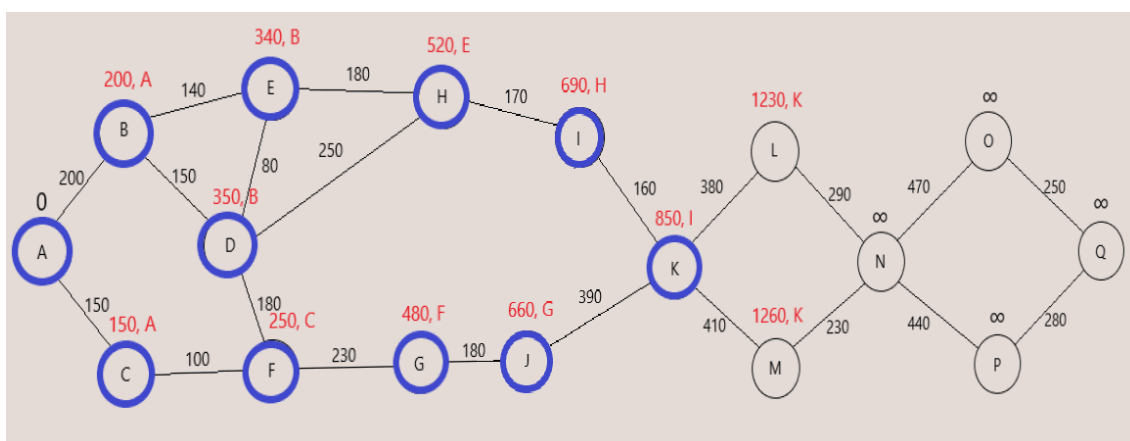 340, B
520, E
200, A
140
E
180
H
170
690, H
I
1230, K
L
∞
O
B
200
150
80
250
350, B
D
0
A
160
850, I
K
380
290
∞
N
470
250
∞
Q
150
150, A
C
100
180
250, C
F
230
480, F
G
180
660, G
J
390
410
1260, K
M
230
440
∞
P
280